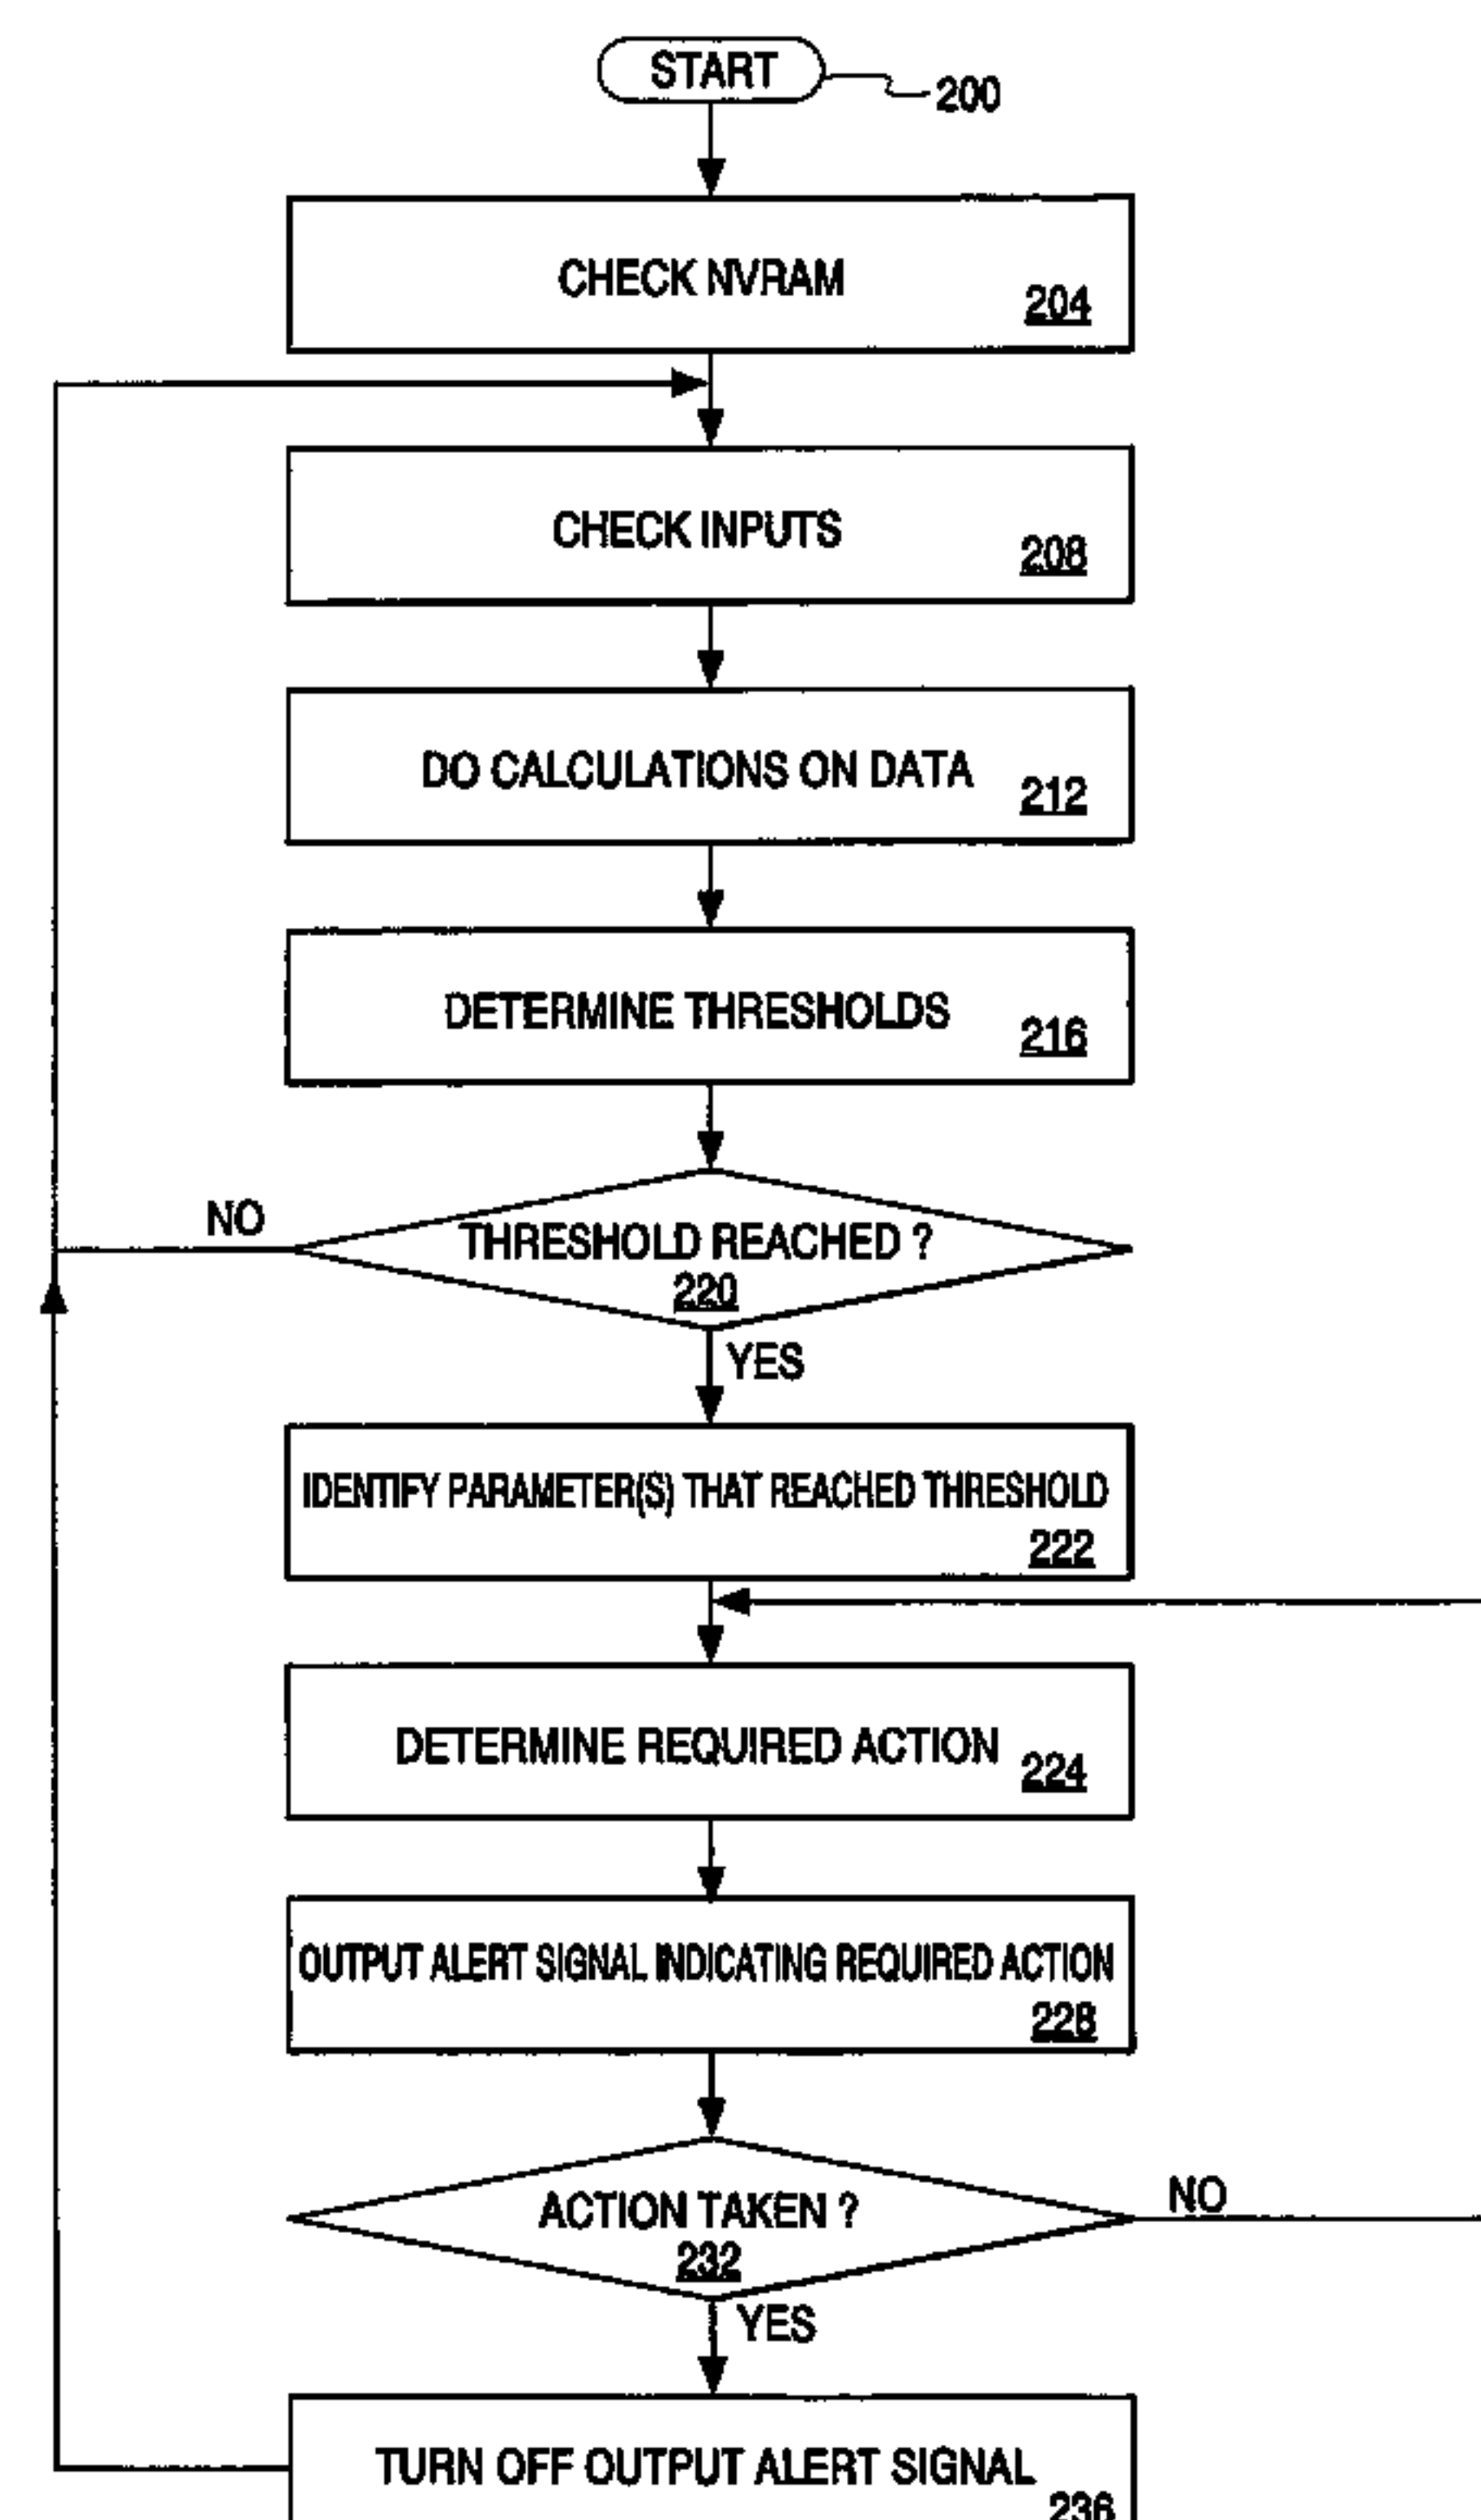 START
200
CHECK NVRAM
204
CHECK INPUTS
208
DO CALCULATIONS ON DATA
212
DETERMINE THRESHOLDS
216
NO
THRESHOLD REACHED ?
220
YES
IDENTIFY PARAMETER(S) THAT REACHED THRESHOLD
222
DETERMINE REQUIRED ACTION
224
OUTPUT ALERT SIGNAL INDICATING REQUIRED ACTION
228
ACTION TAKEN ?
NO
232
YES
TURN OFF OUTPUT ALERT SIGNAL
236